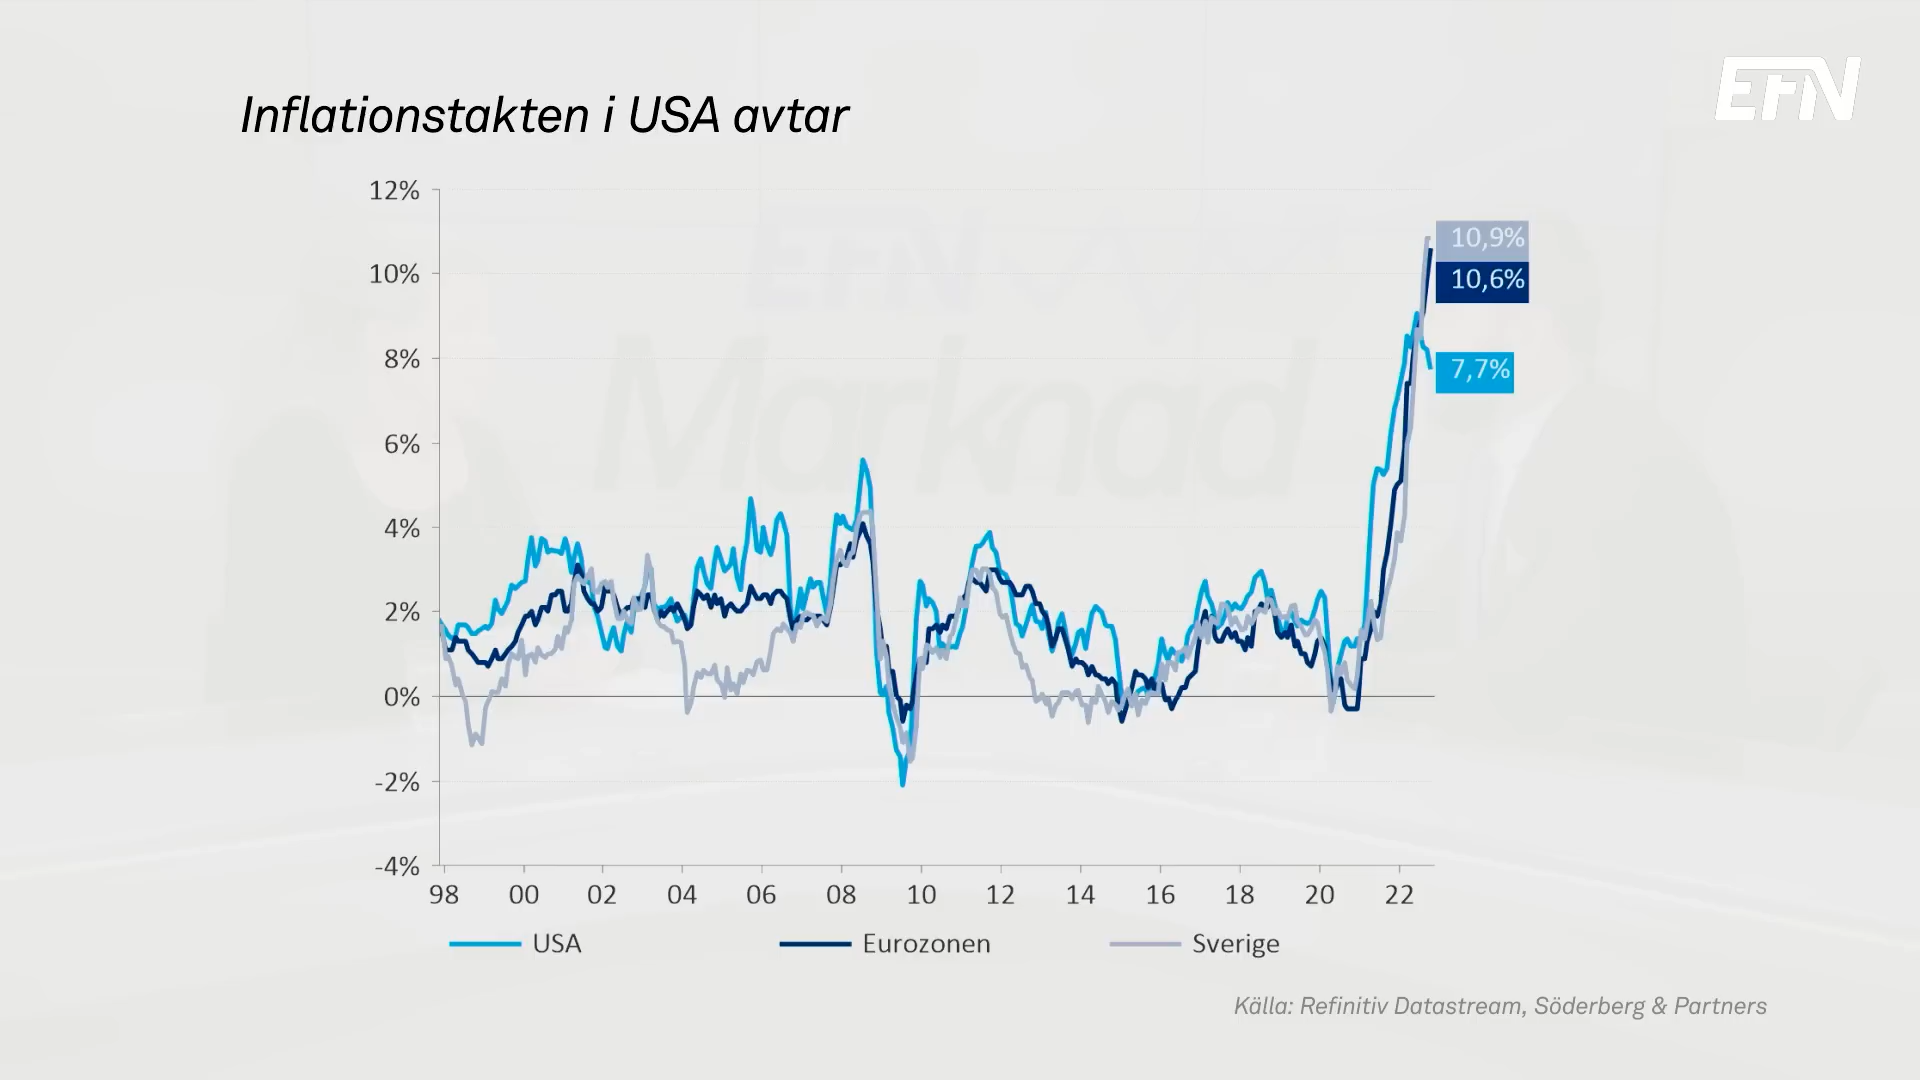 Inflationstakten i USA avtar
EFN
12%
10%
8%
6%
4%
2%
0%
-2%
-4%
10,9%
10,6%
7,7%
EFN
Marknad
98 00 02 04 06 08 10 12 14 16 18 20 22
USA Eurozonen Sverige
Källa: Refinitiv Datastream, Söderberg & Partners